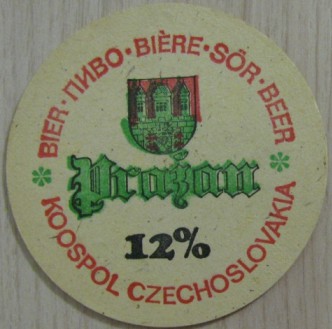 BIER·ПИВО·BIÈRE·SÖR·BEER
Pražan
12%
KOOSPOL CZECHOSLOVAKIA